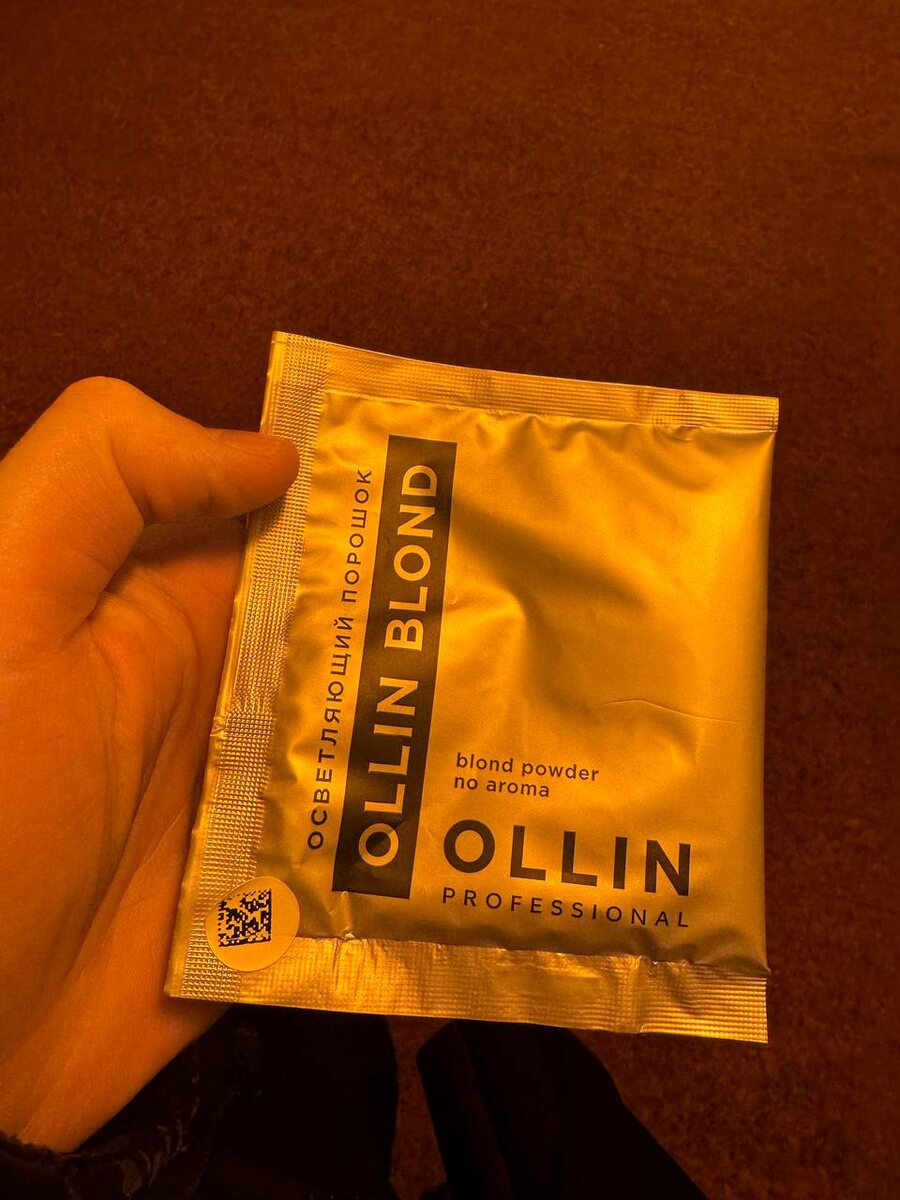 ОСВЕТЛЯЮЩИЙ ПОРОШОК
OLLIN BLOND
blond powder
no aroma
OLLIN
PROFESSIONAL